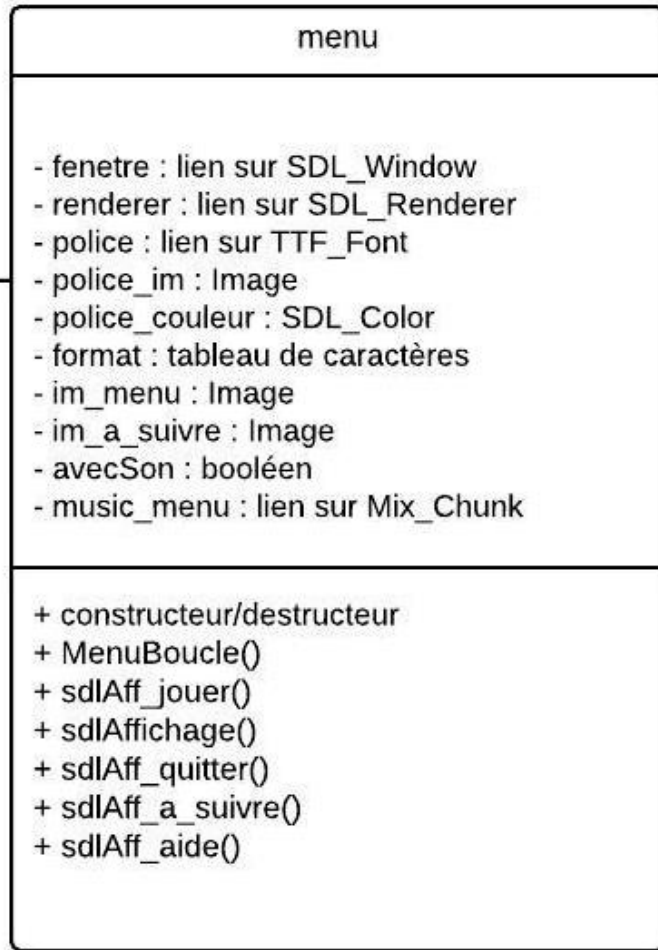 menu
- fenetre : lien sur SDL_Window
- renderer : lien sur SDL_Renderer
- police : lien sur TTF_Font
- police_im : Image
- police_couleur : SDL_Color
- format : tableau de caractères
- im_menu : Image
- im_a_suivre : Image
- avecSon : booléen
- music_menu : lien sur Mix_Chunk
+ constructeur/destructeur
+ MenuBoucle()
+ sdlAff_jouer()
+ sdlAffichage()
+ sdlAff_quitter()
+ sdlAff_a_suivre()
+ sdlAff_aide()